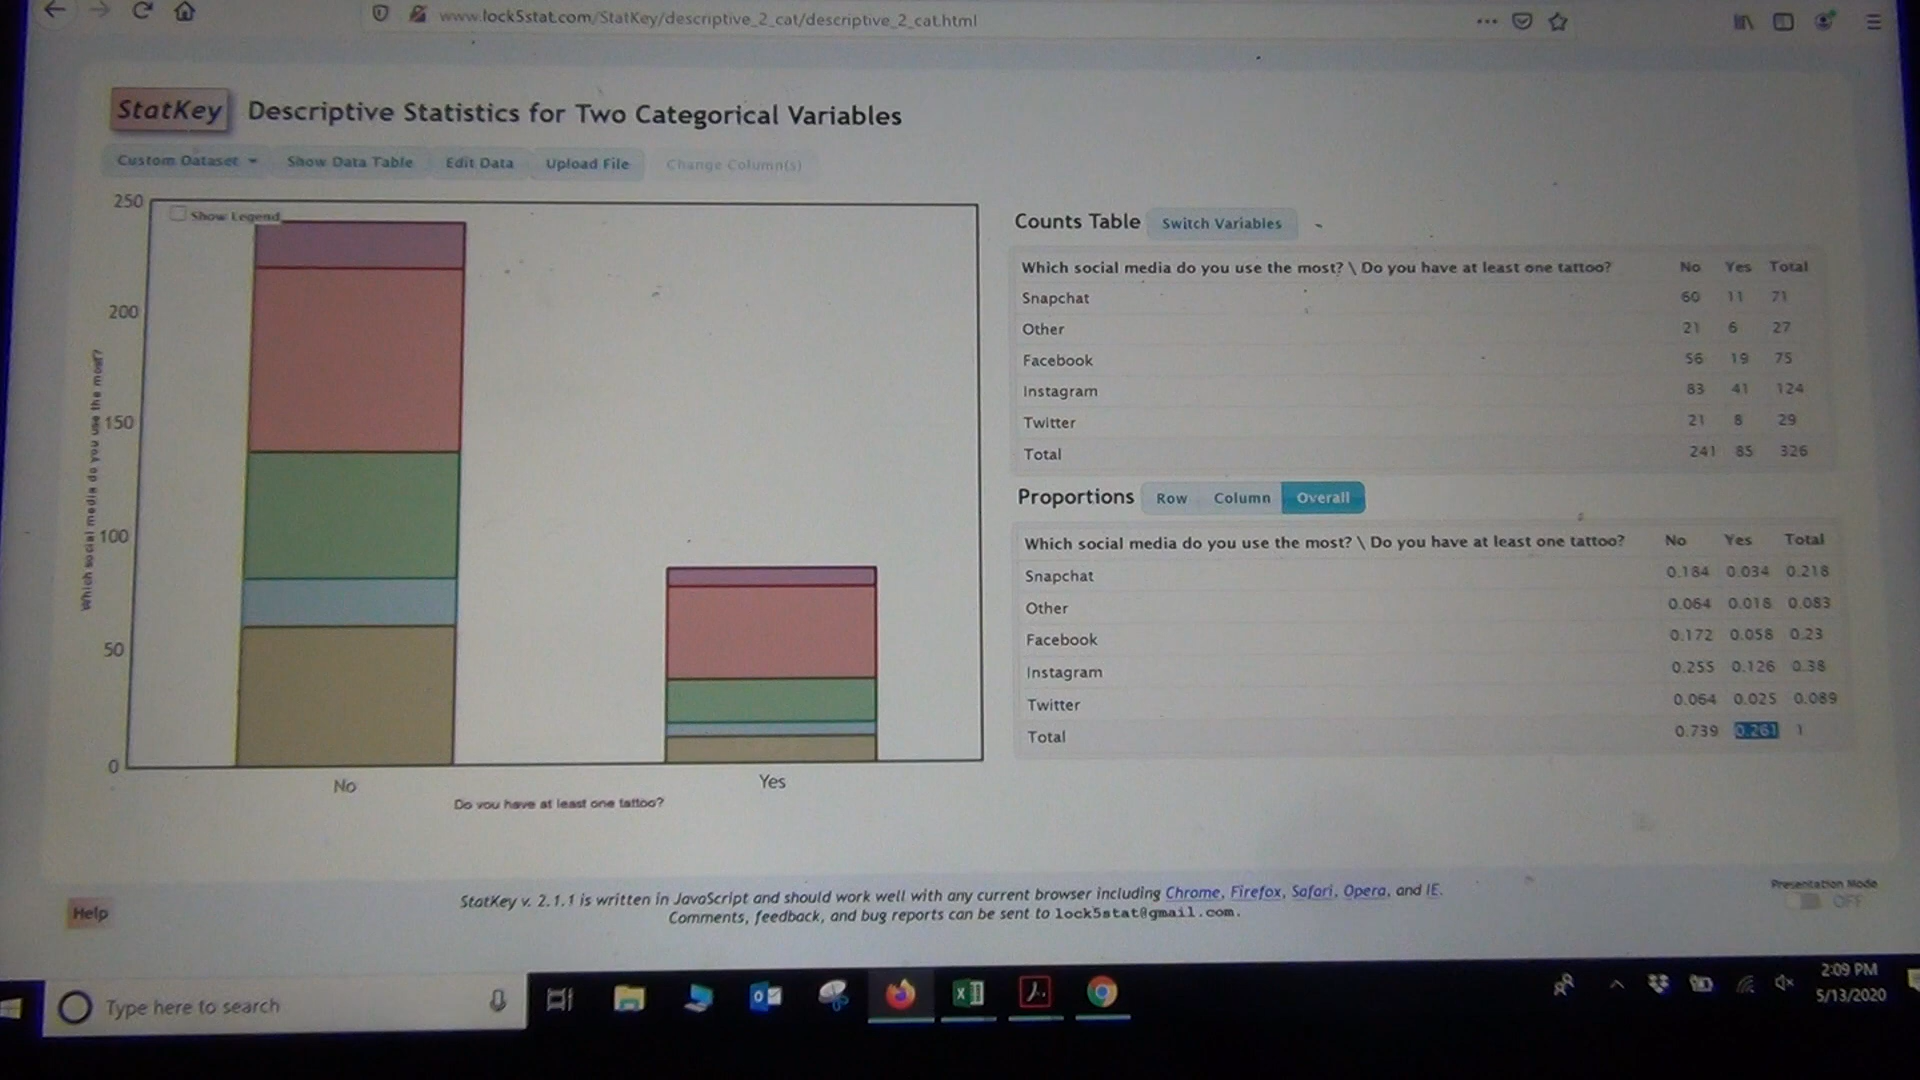 www.lock5stat.com/StatKey/descriptive_2_cat/descriptive_2_cat.html
StatKey Descriptive Statistics for Two Categorical Variables
Custom Dataset Show Data Table Edit Data Upload File Change Column(s)
Show Legend
250
200
150
100
50
0
Which social media do you use the most?
No Yes
Do you have at least one tattoo?
Counts Table Switch Variables
Which social media do you use the most? \ Do you have at least one tattoo? No Yes Total
Snapchat 60 11 71
Other 21 6 27
Facebook 56 19 75
Instagram 83 41 124
Twitter 21 8 29
Total 241 85 326
Proportions Row Column Overall
Which social media do you use the most? \ Do you have at least one tattoo? No Yes Total
Snapchat 0.184 0.034 0.218
Other 0.064 0.018 0.083
Facebook 0.172 0.058 0.23
Instagram 0.255 0.126 0.38
Twitter 0.064 0.025 0.089
Total 0.739 0.261 1
Help
StatKey v. 2.1.1 is written in JavaScript and should work well with any current browser including Chrome, Firefox, Safari, Opera, and IE.
Comments, feedback, and bug reports can be sent to lock5stat@gmail.com.
Presentation Mode
OFF
Type here to search
2:09 PM
5/13/2020